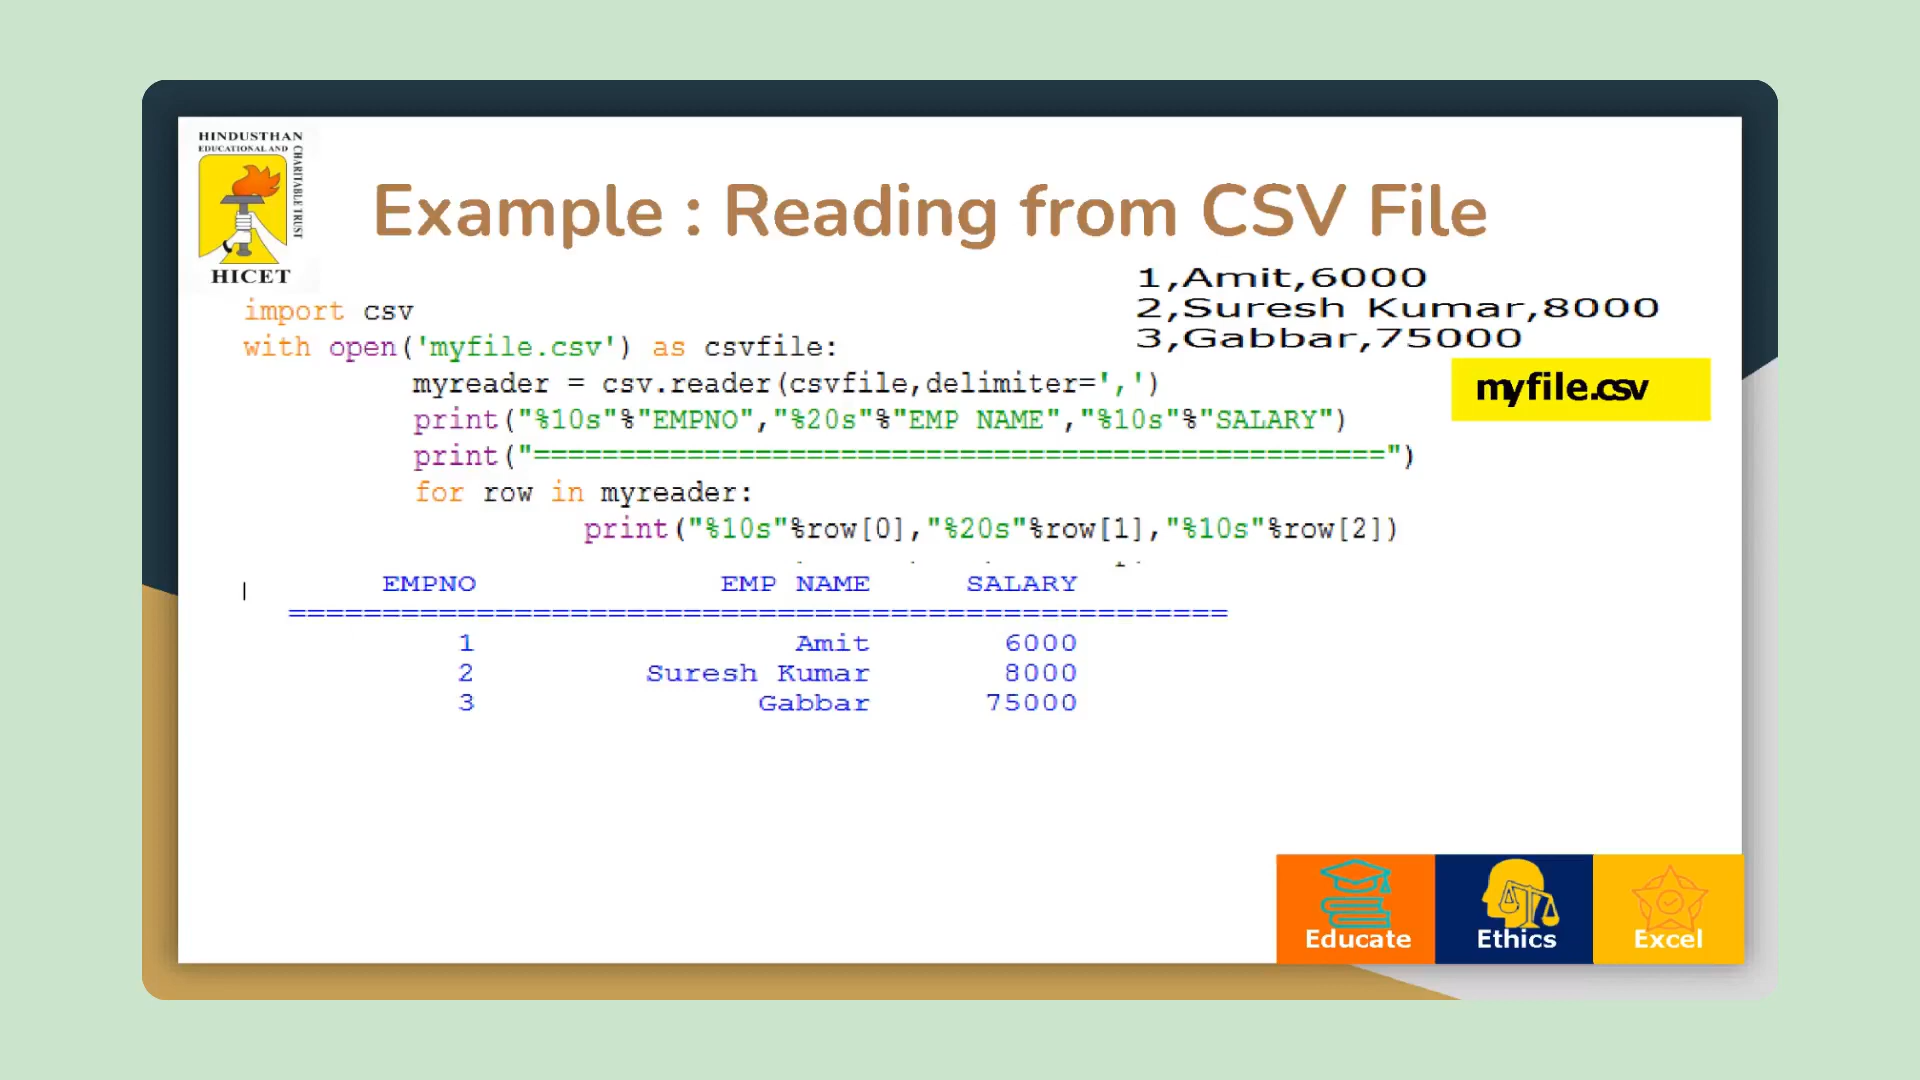 HINDUSTHAN
EDUCATIONAL AND
CHARITABLE TRUST
HICET
Example : Reading from CSV File
1,Amit,6000
2,Suresh Kumar,8000
3,Gabbar,75000
myfile.csv
import csv
with open('myfile.csv') as csvfile:
myreader = csv.reader(csvfile,delimiter=',')
print("%10s"%"EMPNO","%20s"%"EMP NAME","%10s"%"SALARY")
print("==================================================")
for row in myreader:
print("%10s"%row[0],"%20s"%row[1],"%10s"%row[2])
EMPNO EMP NAME SALARY
==================================================
1 Amit 6000
2 Suresh Kumar 8000
3 Gabbar 75000
Educate Ethics Excel